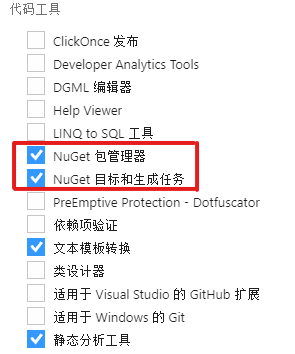 代码工具
ClickOnce 发布
Developer Analytics Tools
DGML 编辑器
Help Viewer
LINQ to SQL 工具
NuGet 包管理器
NuGet 目标和生成任务
PreEmptive Protection - Dotfuscator
依赖项验证
文本模板转换
类设计器
适用于 Visual Studio 的 GitHub 扩展
适用于 Windows 的 Git
静态分析工具